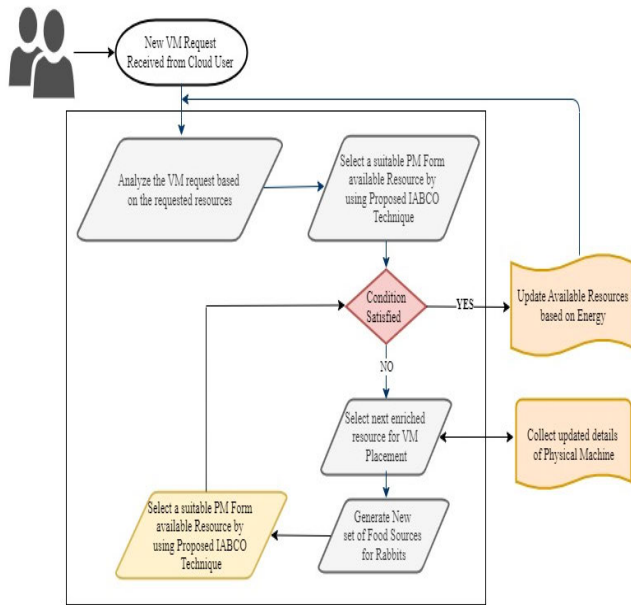 New VM Request
Received from Cloud User
Analyze the VM request based
on the requested resources
Select a suitable PM Form
available Resource by
using Proposed IABCO
Technique
Condition
Satisfied
YES
Update Available Resources
based on Energy
NO
Select next enriched
resource for VM
Placement
Collect updated details
of Physical Machine
Generate New
set of Food Sources
for Rabbits
Select a suitable PM Form
available Resource by
using Proposed IABCO
Technique